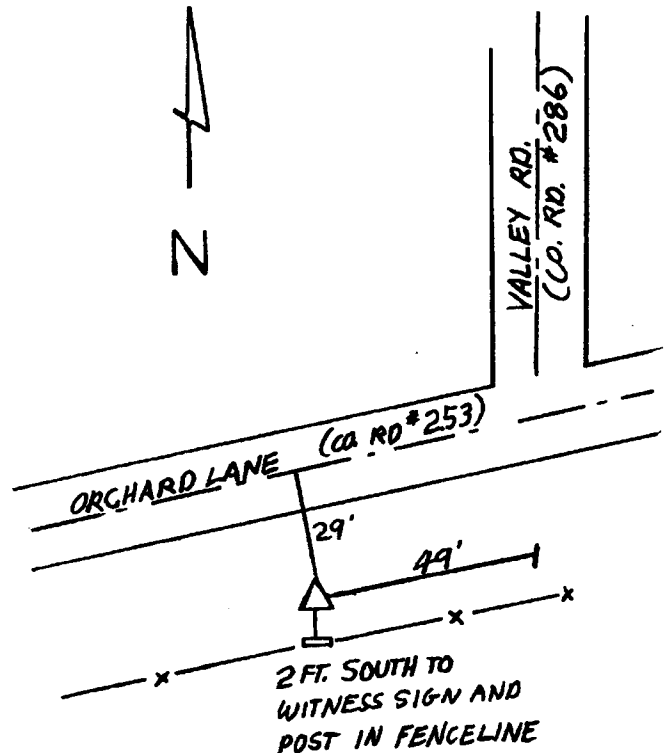 VALLEY RD.
(CO. RD. #286)
N
(CO. RD #253)
ORCHARD LANE
29'
49'
2 FT. SOUTH TO
WITNESS SIGN AND
POST IN FENCELINE